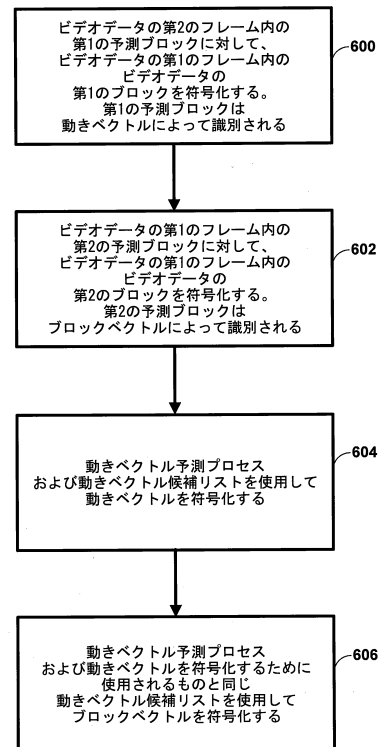 ビデオデータの第2のフレーム内の
第1の予測ブロックに対して、
ビデオデータの第1のフレーム内の
ビデオデータの
第1のブロックを符号化する。
第1の予測ブロックは
動きベクトルによって識別される
600
ビデオデータの第1のフレーム内の
第2の予測ブロックに対して、
ビデオデータの第1のフレーム内の
ビデオデータの
第2のブロックを符号化する。
第2の予測ブロックは
ブロックベクトルによって識別される
602
動きベクトル予測プロセス
および動きベクトル候補リストを使用して
動きベクトルを符号化する
604
動きベクトル予測プロセス
および動きベクトルを符号化するために
使用されるものと同じ
動きベクトル候補リストを使用して
ブロックベクトルを符号化する
606